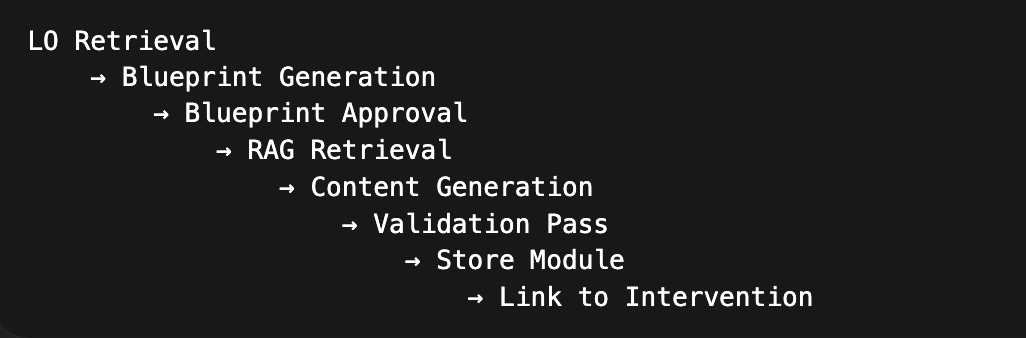 LO Retrieval
→ Blueprint Generation
→ Blueprint Approval
→ RAG Retrieval
→ Content Generation
→ Validation Pass
→ Store Module
→ Link to Intervention